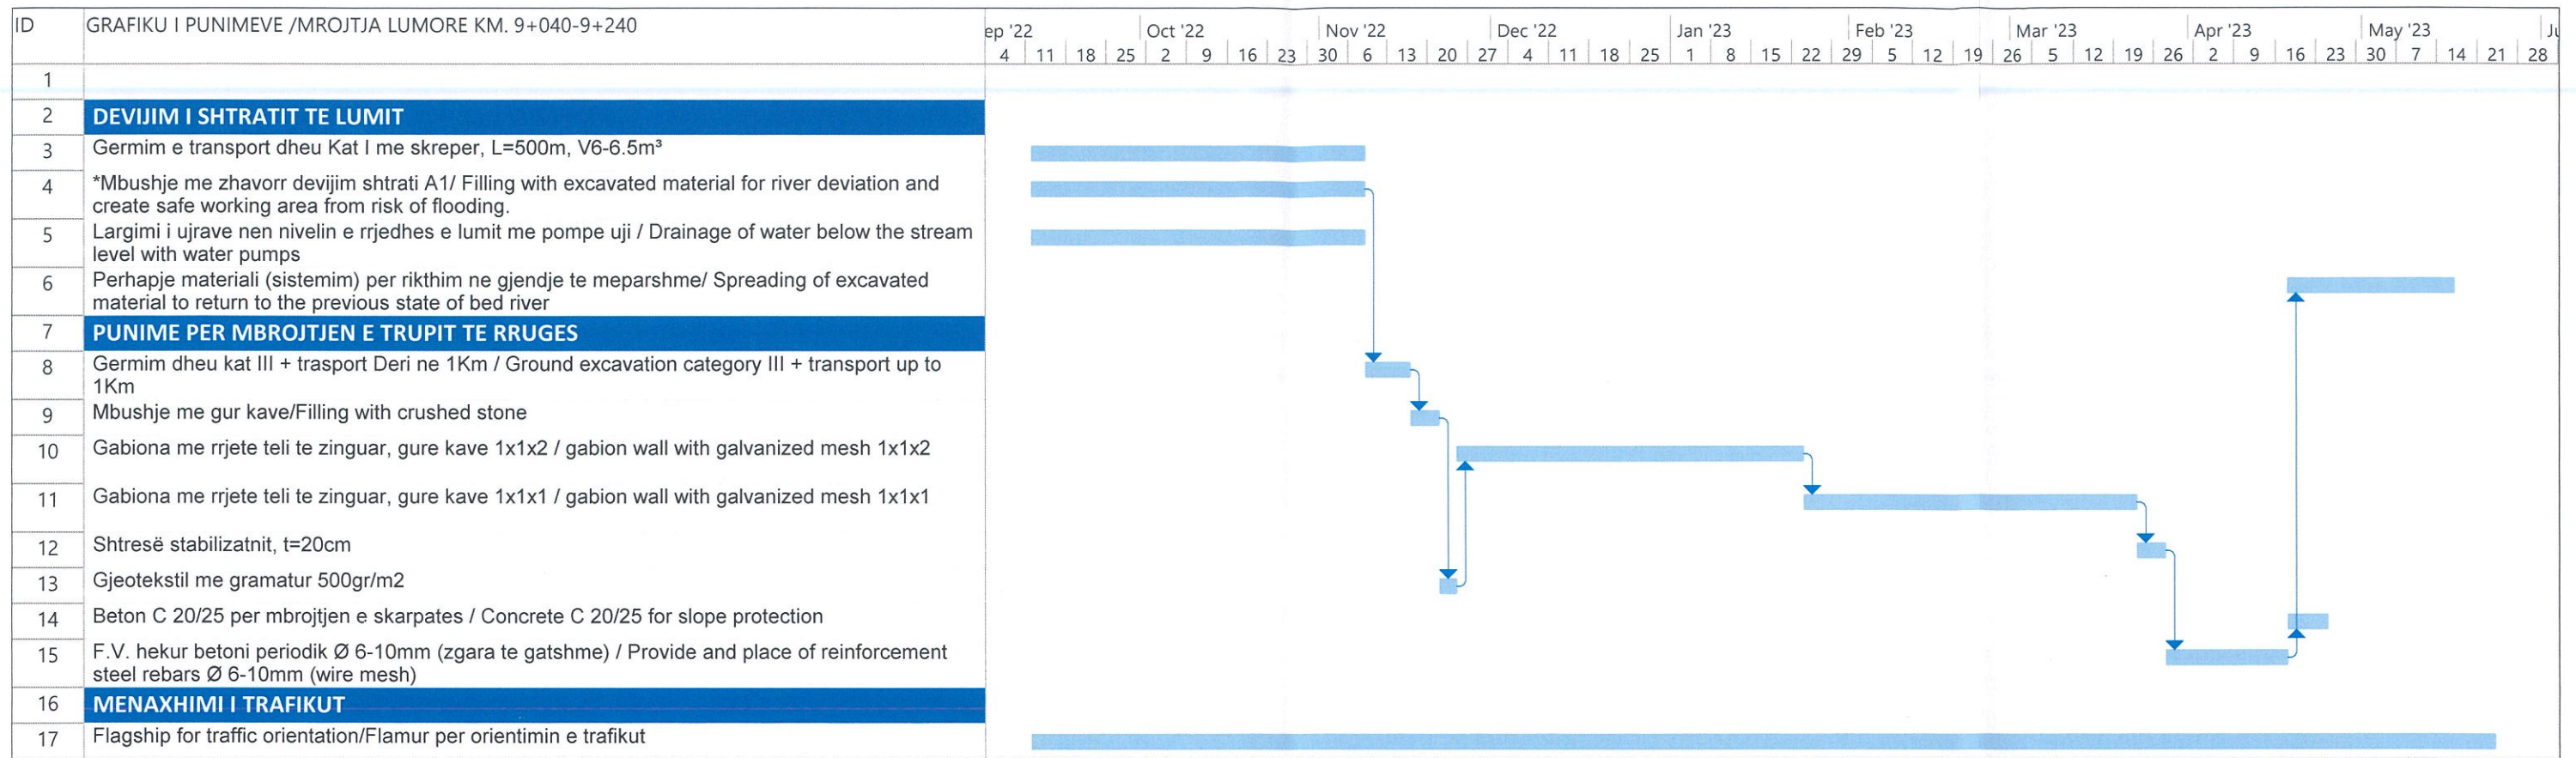 ID GRAFIKU I PUNIMEVE /MROJTJA LUMORE KM. 9+040-9+240
ep '22 Oct '22 Nov '22 Dec '22 Jan '23 Feb '23 Mar '23 Apr '23 May '23 Ju
4 11 18 25 2 9 16 23 30 6 13 20 27 4 11 18 25 1 8 15 22 29 5 12 19 26 5 12 19 26 2 9 16 23 30 7 14 21 28
1
2 DEVIJIM I SHTRATIT TE LUMIT
3 Germim e transport dheu Kat I me skreper, L=500m, V6-6.5m³
4 *Mbushje me zhavorr devijim shtrati A1/ Filling with excavated material for river deviation and
create safe working area from risk of flooding.
5 Largimi i ujrave nen nivelin e rrjedhes e lumit me pompe uji / Drainage of water below the stream
level with water pumps
6 Perhapje materiali (sistemim) per rikthim ne gjendje te meparshme/ Spreading of excavated
material to return to the previous state of bed river
7 PUNIME PER MBROJTJEN E TRUPIT TE RRUGES
8 Germim dheu kat III + trasport Deri ne 1Km / Ground excavation category III + transport up to
1Km
9 Mbushje me gur kave/Filling with crushed stone
10 Gabiona me rrjete teli te zinguar, gure kave 1x1x2 / gabion wall with galvanized mesh 1x1x2
11 Gabiona me rrjete teli te zinguar, gure kave 1x1x1 / gabion wall with galvanized mesh 1x1x1
12 Shtresë stabilizatnit, t=20cm
13 Gjeotekstil me gramatur 500gr/m2
14 Beton C 20/25 per mbrojtjen e skarpates / Concrete C 20/25 for slope protection
15 F.V. hekur betoni periodik Ø 6-10mm (zgara te gatshme) / Provide and place of reinforcement
steel rebars Ø 6-10mm (wire mesh)
16 MENAXHIMI I TRAFIKUT
17 Flagship for traffic orientation/Flamur per orientimin e trafikut